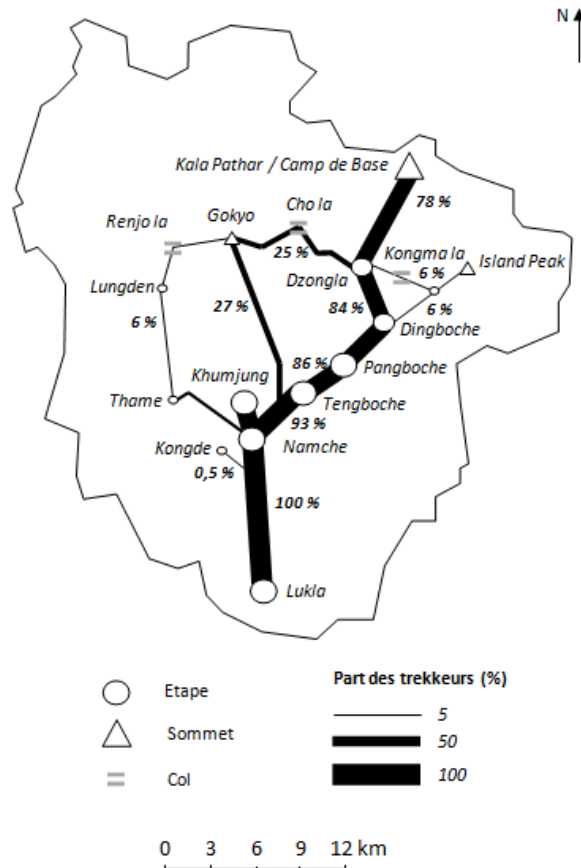 N
Kala Pathar / Camp de Base
78 %
Cho la
Renjo la
Gokyo
25 %
Kongma la
6 %
Island Peak
Dzongla
Lungden
6 %
27 %
84 %
6 %
Dingboche
86 %
Khumjung
Pangboche
Thame
Tengboche
93 %
Kongde
Namche
0,5 %
100 %
Lukla
Etape
Part des trekkeurs (%)
5
Sommet
50
Col
100
0 3 6 9 12 km